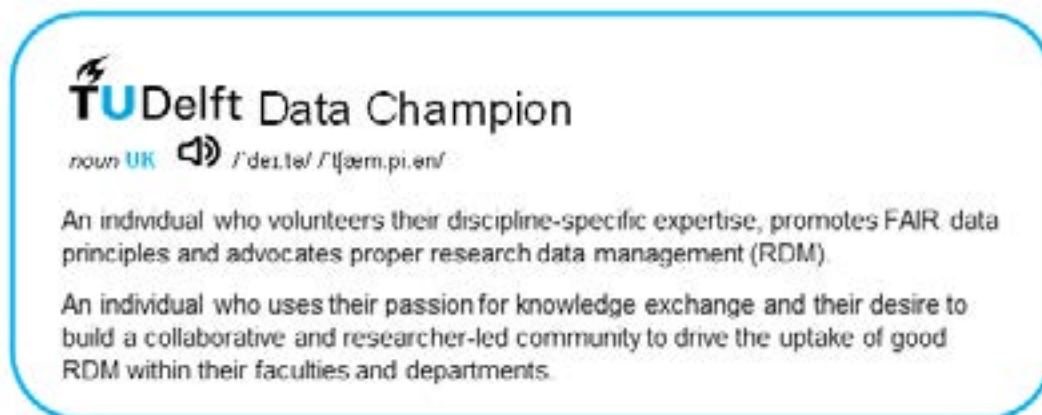 TU Delft Data Champion
noun UK /ˈdeɪ.tə/ /ˈtʃæm.pi.ən/
An individual who volunteers their discipline-specific expertise, promotes FAIR data
principles and advocates proper research data management (RDM).
An individual who uses their passion for knowledge exchange and their desire to
build a collaborative and researcher-led community to drive the uptake of good
RDM within their faculties and departments.